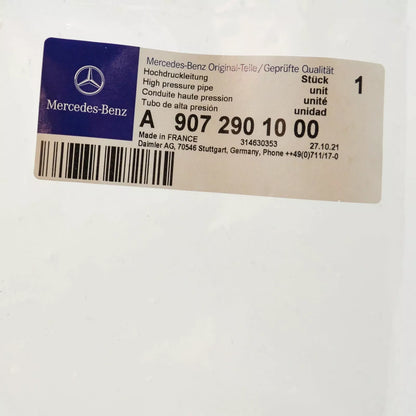 Mercedes-Benz
Mercedes-Benz Original-Teile/Geprüfte Qualität
Hochdruckleitung Stück 1
High pressure pipe unit
Conduite haute pression unité
Tubo de alta presión unidad
A 907 290 10 00
Made in FRANCE 314630353 27.10.21
Daimler AG, 70546 Stuttgart, Germany, Phone ++49(0)711/17-0